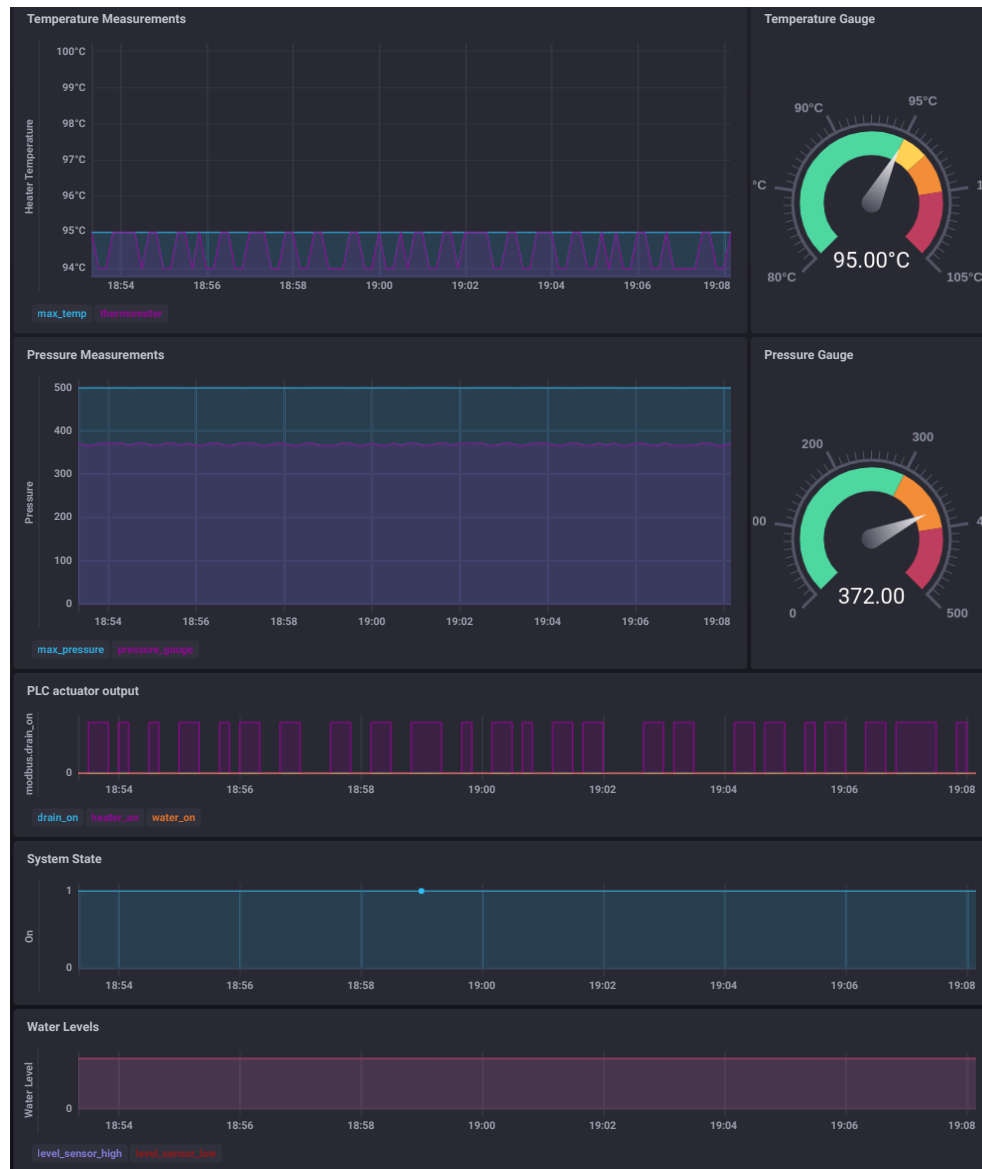 Temperature Measurements
Heater Temperature
100°C
99°C
98°C
97°C
96°C
95°C
94°C
18:54 18:56 18:58 19:00 19:02 19:04 19:06 19:08
max_temp thermometer
Temperature Gauge
90°C 95°C
°C 1
95.00°C
80°C 105°C
Pressure Measurements
Pressure
500
400
300
200
100
0
18:54 18:56 18:58 19:00 19:02 19:04 19:06 19:08
max_pressure pressure_gauge
Pressure Gauge
200 300
00 4
372.00
0 500
PLC actuator output
modbus.drain_on
0
18:54 18:56 18:58 19:00 19:02 19:04 19:06 19:08
drain_on heater_on water_on
System State
On
1
0
18:54 18:56 18:58 19:00 19:02 19:04 19:06 19:08
Water Levels
Water Level
0
18:54 18:56 18:58 19:00 19:02 19:04 19:06 19:08
level_sensor_high level_sensor_low